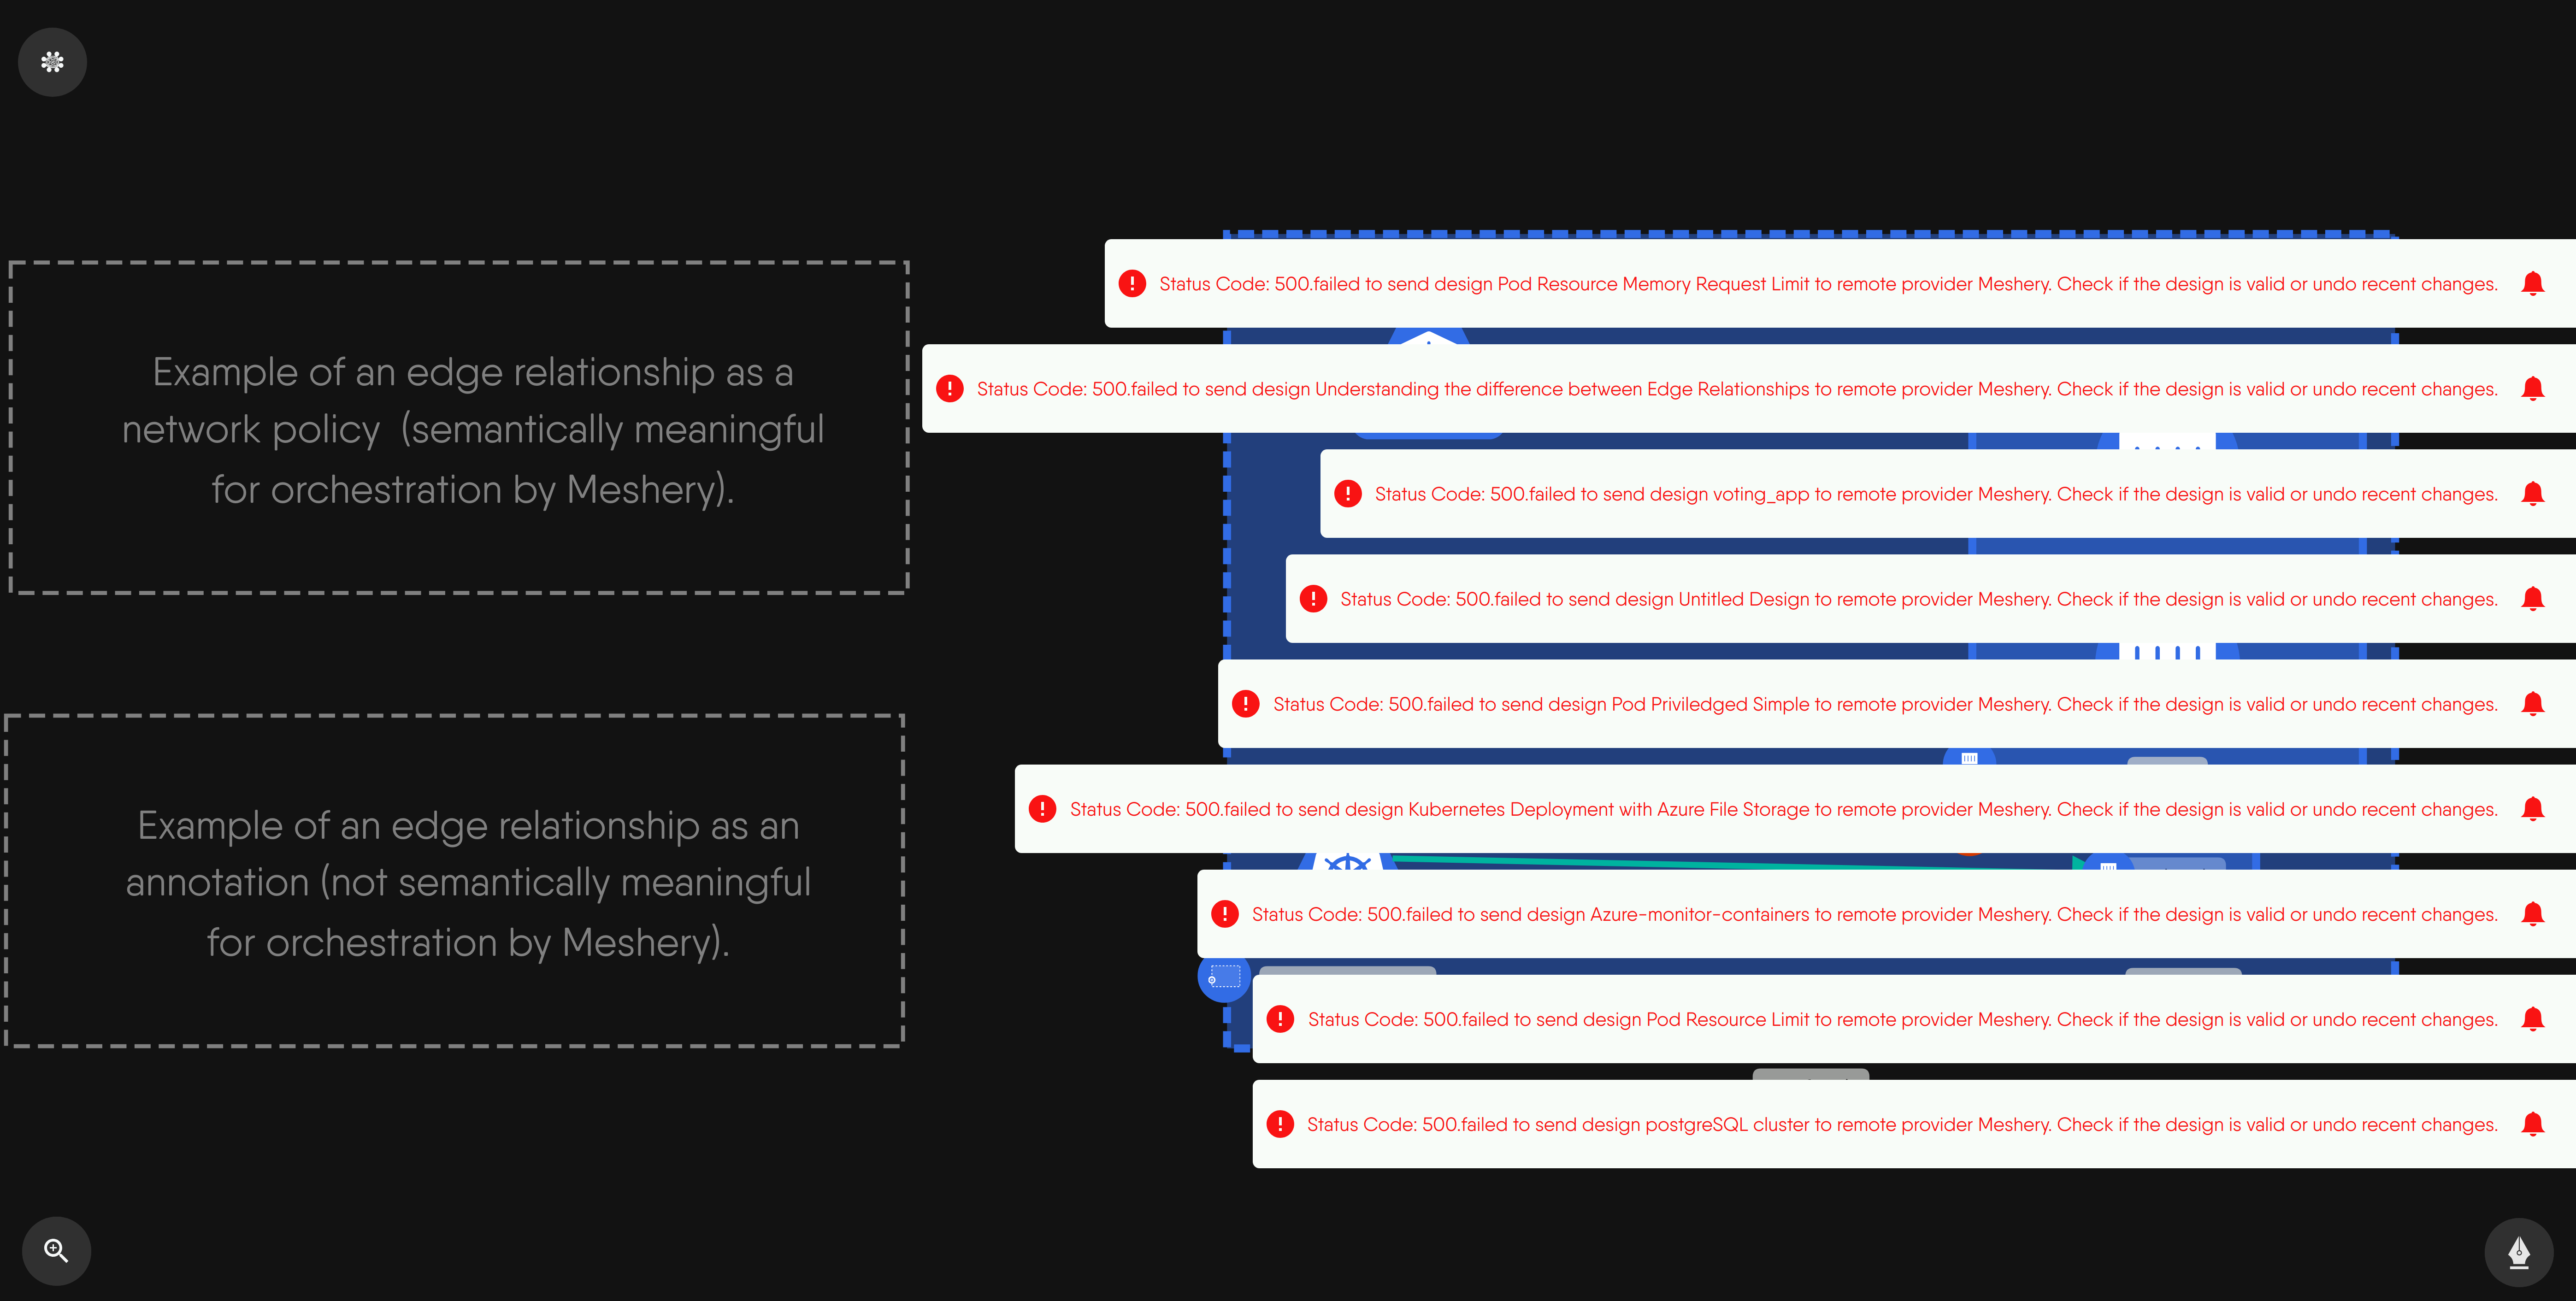 Example of an edge relationship as a
network policy  (semantically meaningful
for orchestration by Meshery).
Example of an edge relationship as an
annotation (not semantically meaningful
for orchestration by Meshery).
Status Code: 500.failed to send design Pod Resource Memory Request Limit to remote provider Meshery. Check if the design is valid or undo recent changes.
Status Code: 500.failed to send design Understanding the difference between Edge Relationships to remote provider Meshery. Check if the design is valid or undo recent changes.
Status Code: 500.failed to send design voting_app to remote provider Meshery. Check if the design is valid or undo recent changes.
Status Code: 500.failed to send design Untitled Design to remote provider Meshery. Check if the design is valid or undo recent changes.
Status Code: 500.failed to send design Pod Priviledged Simple to remote provider Meshery. Check if the design is valid or undo recent changes.
Status Code: 500.failed to send design Kubernetes Deployment with Azure File Storage to remote provider Meshery. Check if the design is valid or undo recent changes.
Status Code: 500.failed to send design Azure-monitor-containers to remote provider Meshery. Check if the design is valid or undo recent changes.
Status Code: 500.failed to send design Pod Resource Limit to remote provider Meshery. Check if the design is valid or undo recent changes.
Status Code: 500.failed to send design postgreSQL cluster to remote provider Meshery. Check if the design is valid or undo recent changes.